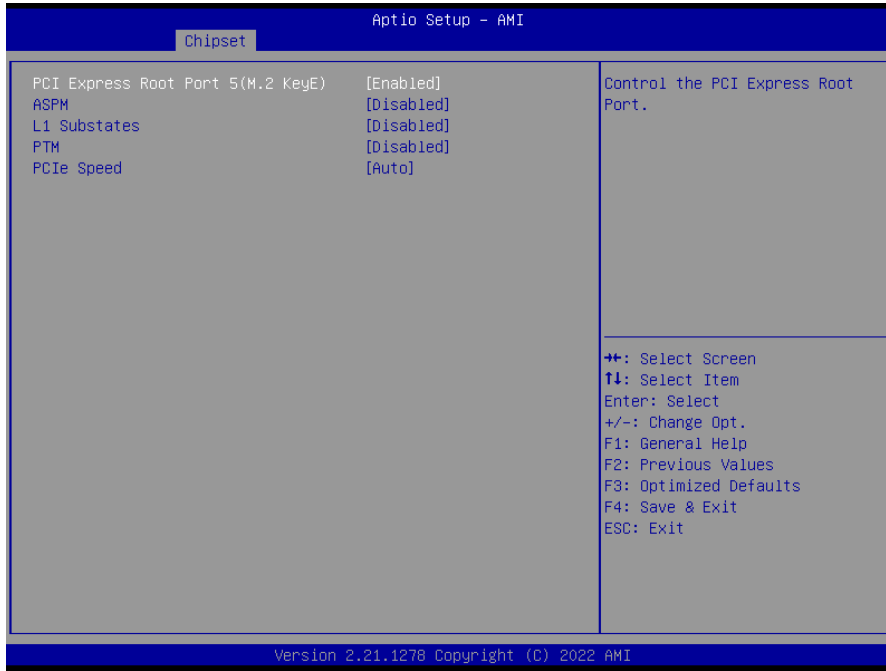 Aptio Setup – AMI
Chipset
PCI Express Root Port 5(M.2 KeyE) [Enabled]
ASPM [Disabled]
L1 Substates [Disabled]
PTM [Disabled]
PCIe Speed [Auto]
Control the PCI Express Root
Port.
→←: Select Screen
↑↓: Select Item
Enter: Select
+/-: Change Opt.
F1: General Help
F2: Previous Values
F3: Optimized Defaults
F4: Save & Exit
ESC: Exit
Version 2.21.1278 Copyright (C) 2022 AMI